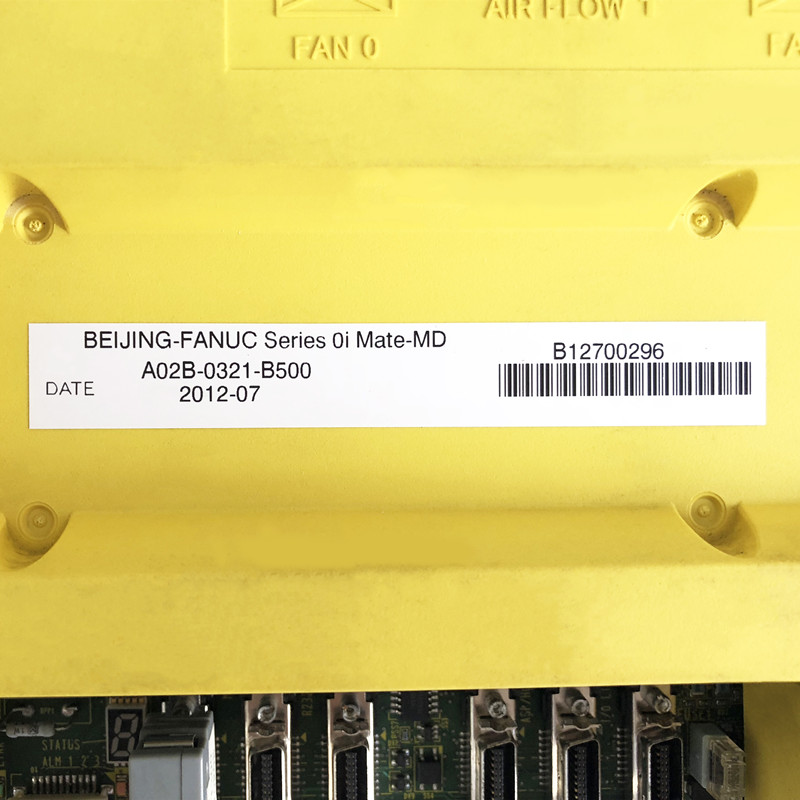 FAN 0
AIR FLOW
FA
BEIJING-FANUC Series 0i Mate-MD
A02B-0321-B500
DATE 2012-07
B12700296
STATUS
ALM 1 2 3